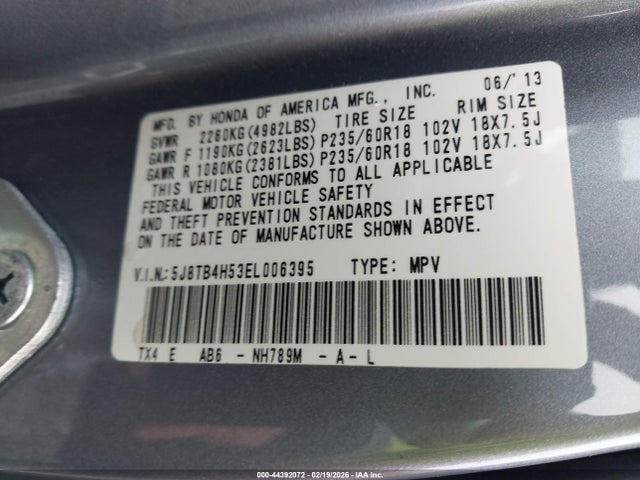 MFD. BY HONDA OF AMERICA MFG., INC. 06/'13
GVWR 2260KG(4982LBS) TIRE SIZE RIM SIZE
GAWR F 1190KG(2623LBS) P235/60R18 102V 18X7.5J
GAWR R 1080KG(2381LBS) P235/60R18 102V 18X7.5J
THIS VEHICLE CONFORMS TO ALL APPLICABLE
FEDERAL MOTOR VEHICLE SAFETY
AND THEFT PREVENTION STANDARDS IN EFFECT
ON THE DATE OF MANUFACTURE SHOWN ABOVE.
V.I.N.: 5J8TB4H53EL006395 TYPE: MPV
TX4 E AB6 - NH789M - A - L
000-44392072 - 02/19/2026 - IAA Inc.